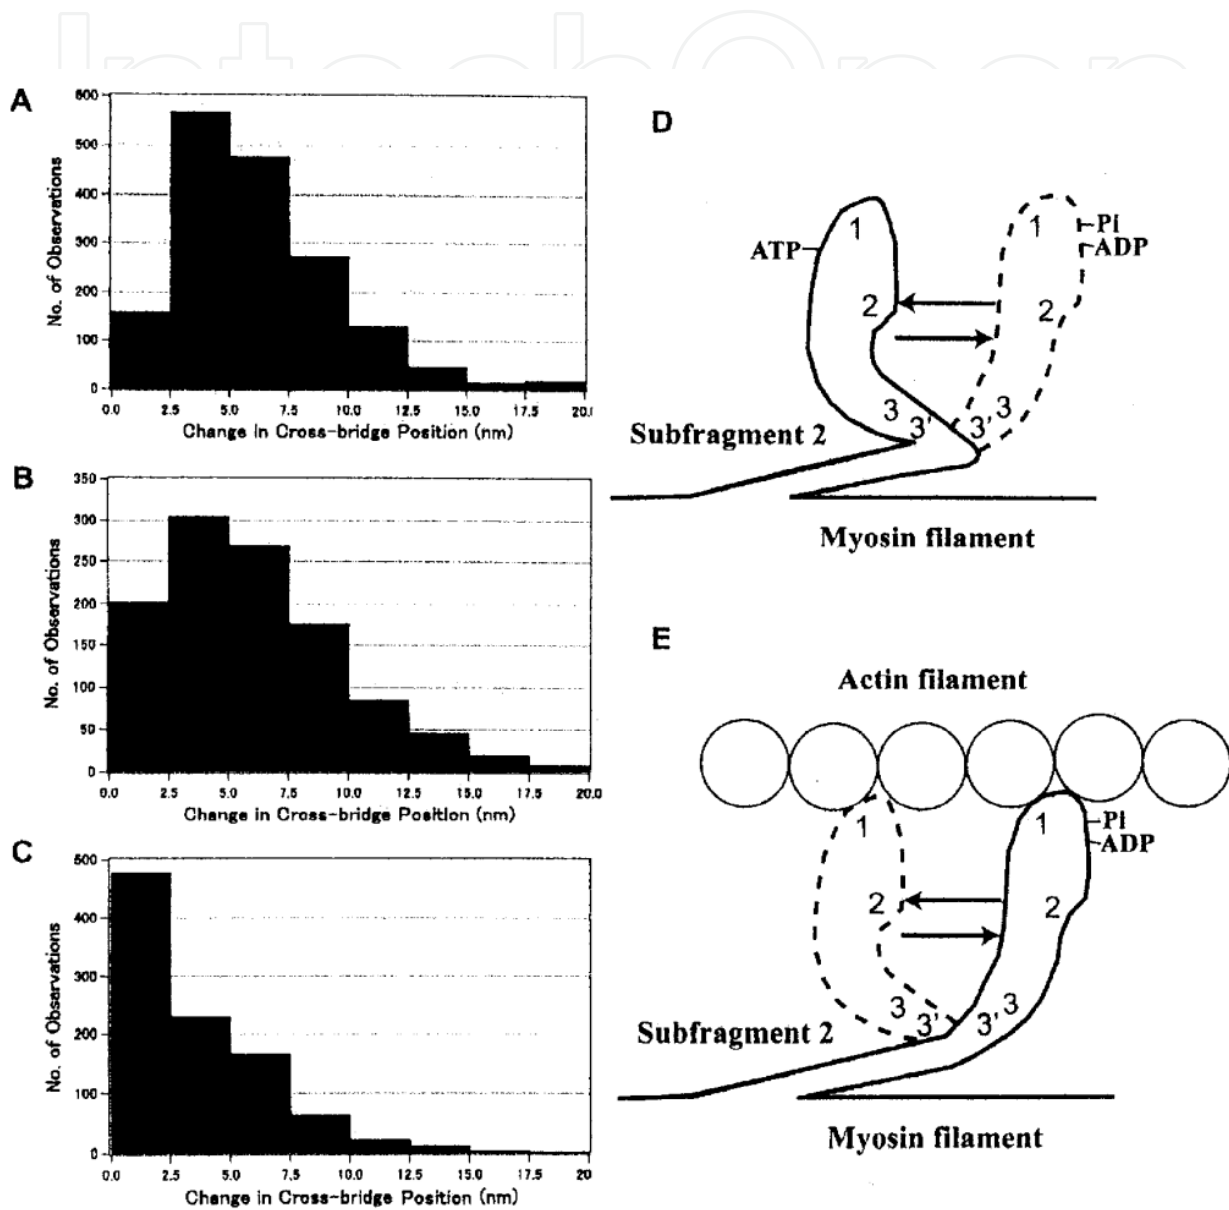 A
600
500
400
300
200
100
0
No. of Observations
0.0 2.5 5.0 7.5 10.0 12.5 15.0 17.5 20.0
Change in Cross-bridge Position (nm)
B
350
300
250
200
150
100
50
0
No. of Observations
0.0 2.5 5.0 7.5 10.0 12.5 15.0 17.5 20.0
Change in Cross-bridge Position (nm)
C
500
400
300
200
100
0
No. of Observations
0.0 2.5 5.0 7.5 10.0 12.5 15.0 17.5 20
Change in Cross-bridge Position (nm)
D
1 1 Pi
ATP ADP
2 2
3 3' 3' 3
Subfragment 2
Myosin filament
E
Actin filament
1 1 Pi
ADP
2 2
3 3' 3' 3
Subfragment 2
Myosin filament